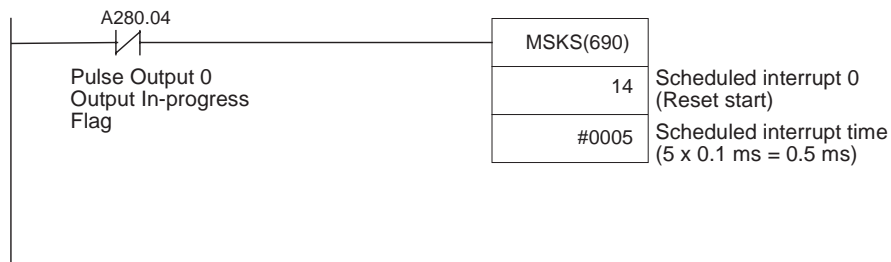 A280.04
MSKS(690)
Pulse Output 0
Output In-progress
Flag
14
Scheduled interrupt 0
(Reset start)
#0005
Scheduled interrupt time
(5 x 0.1 ms = 0.5 ms)